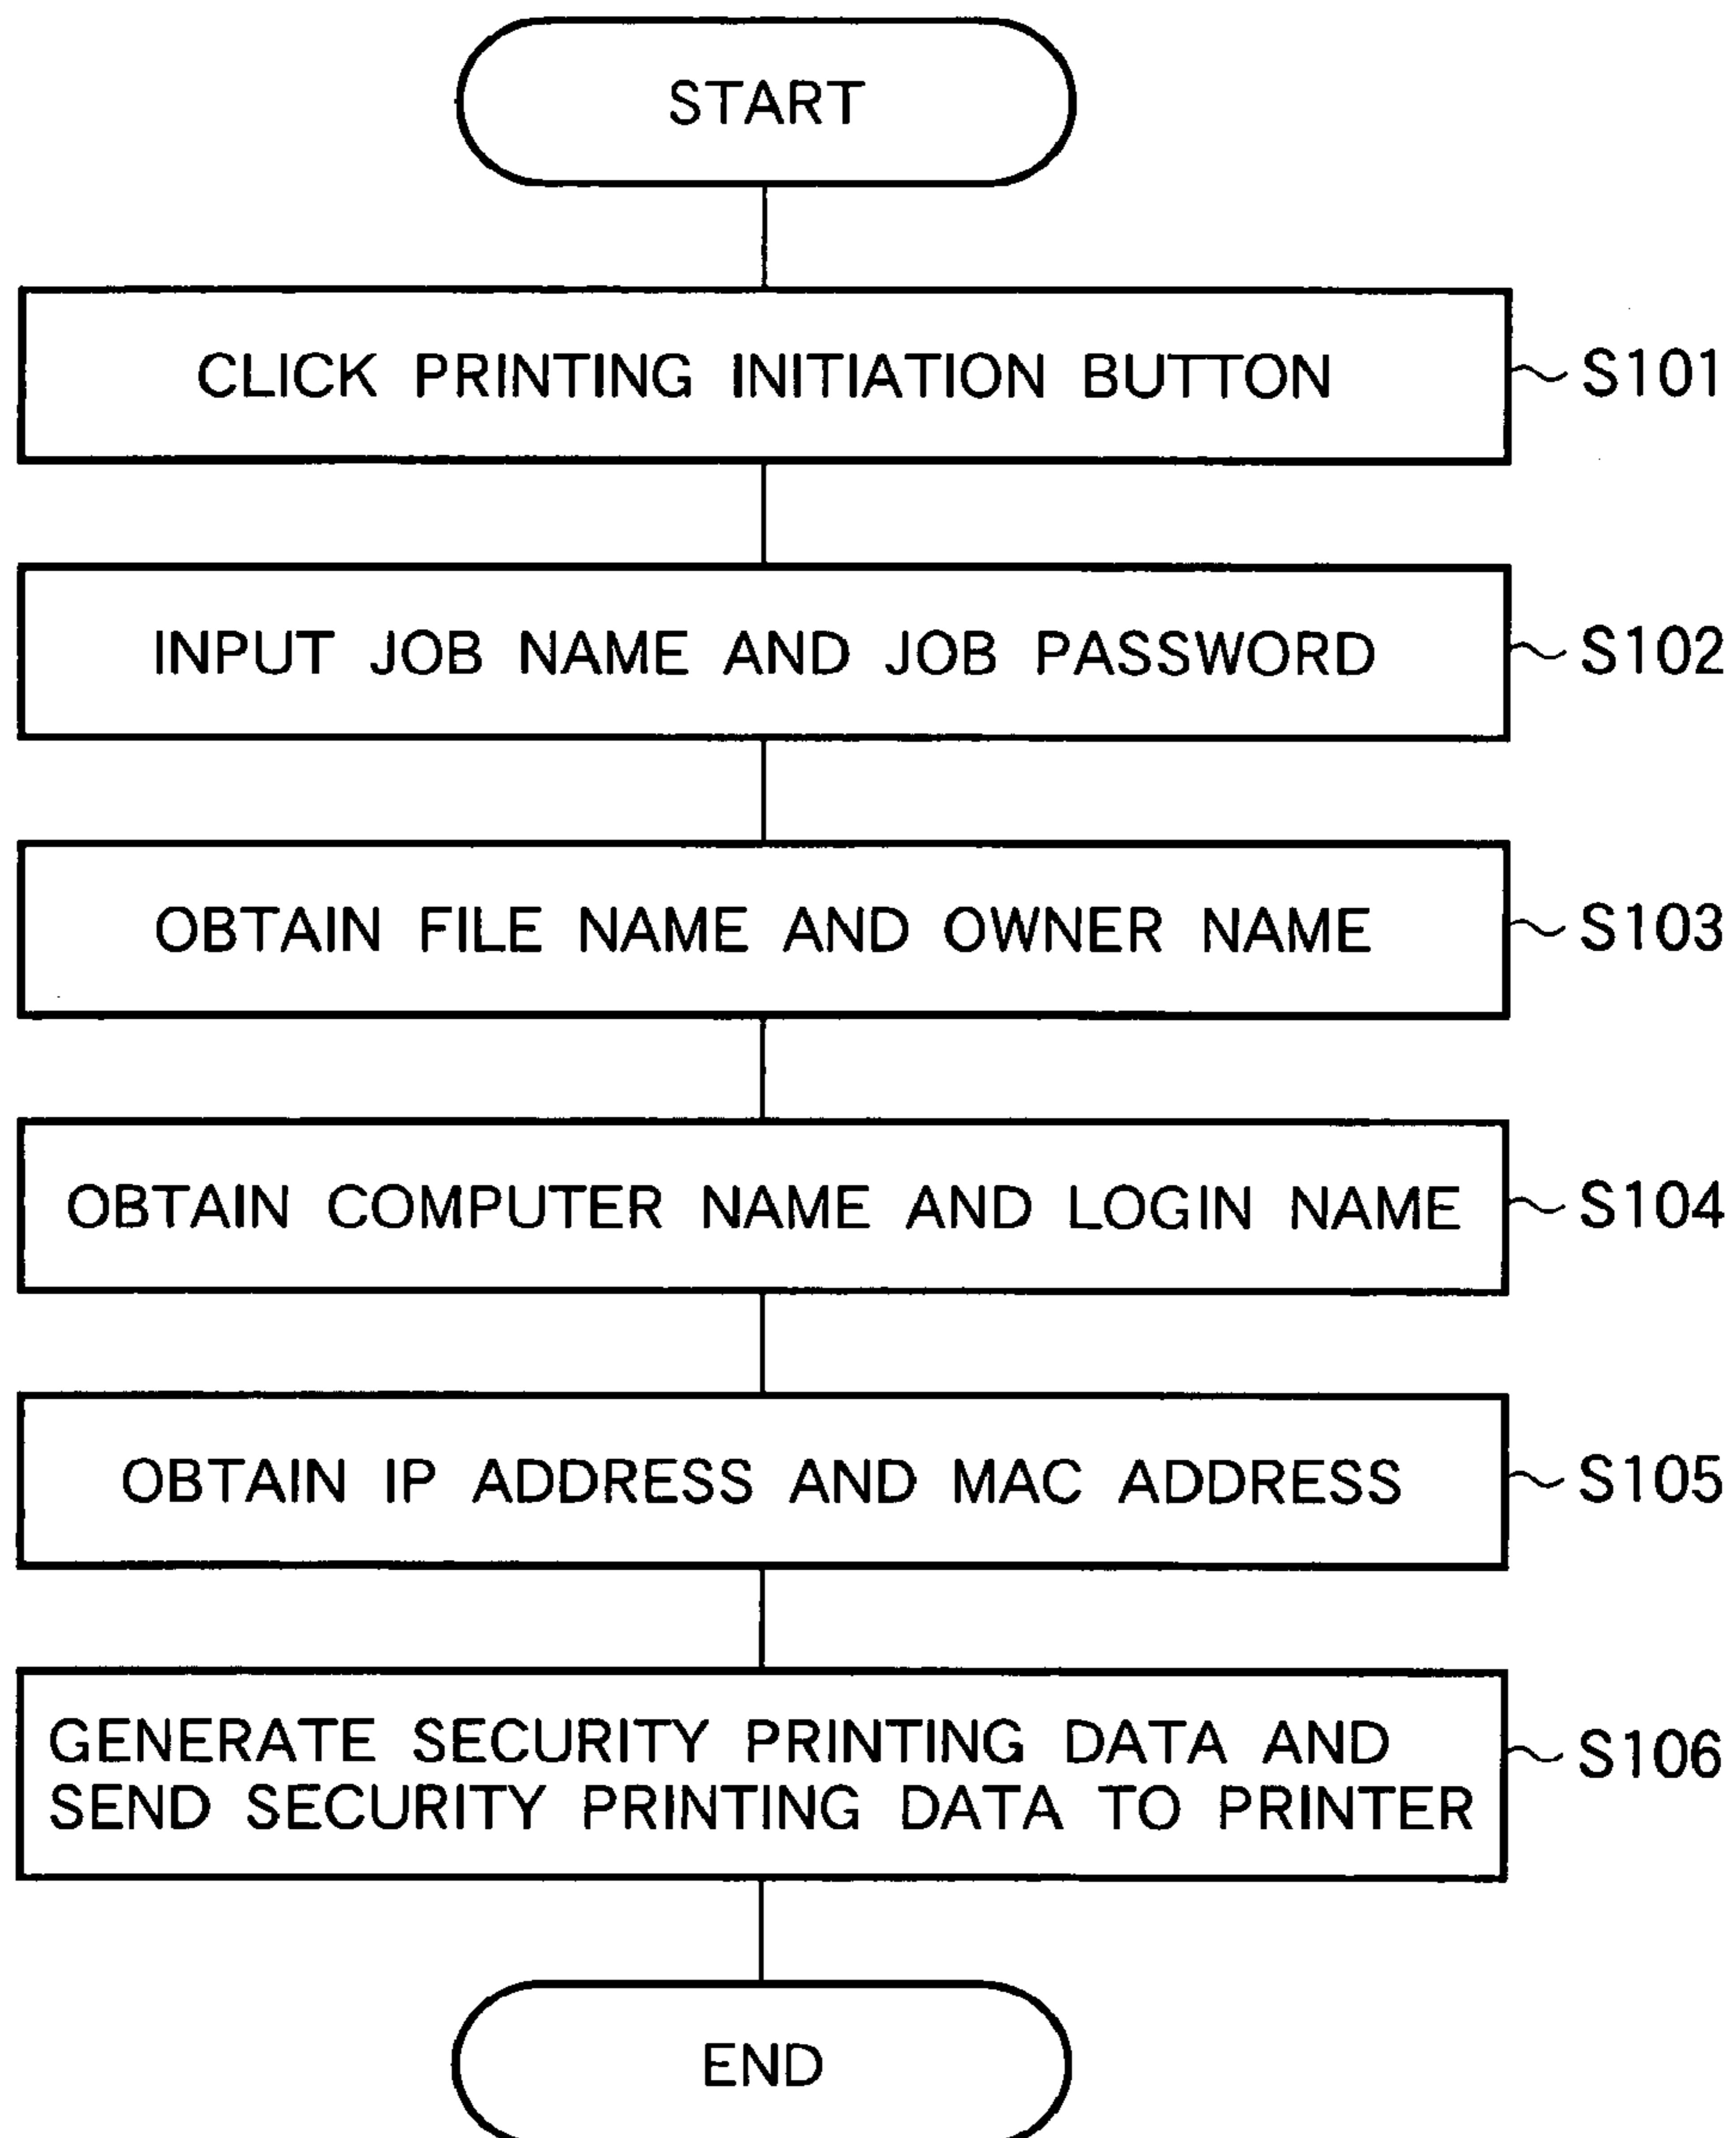 START
CLICK PRINTING INITIATION BUTTON
S101
INPUT JOB NAME AND JOB PASSWORD
S102
OBTAIN FILE NAME AND OWNER NAME
S103
OBTAIN COMPUTER NAME AND LOGIN NAME
S104
OBTAIN IP ADDRESS AND MAC ADDRESS
S105
GENERATE SECURITY PRINTING DATA AND
SEND SECURITY PRINTING DATA TO PRINTER
S106
END